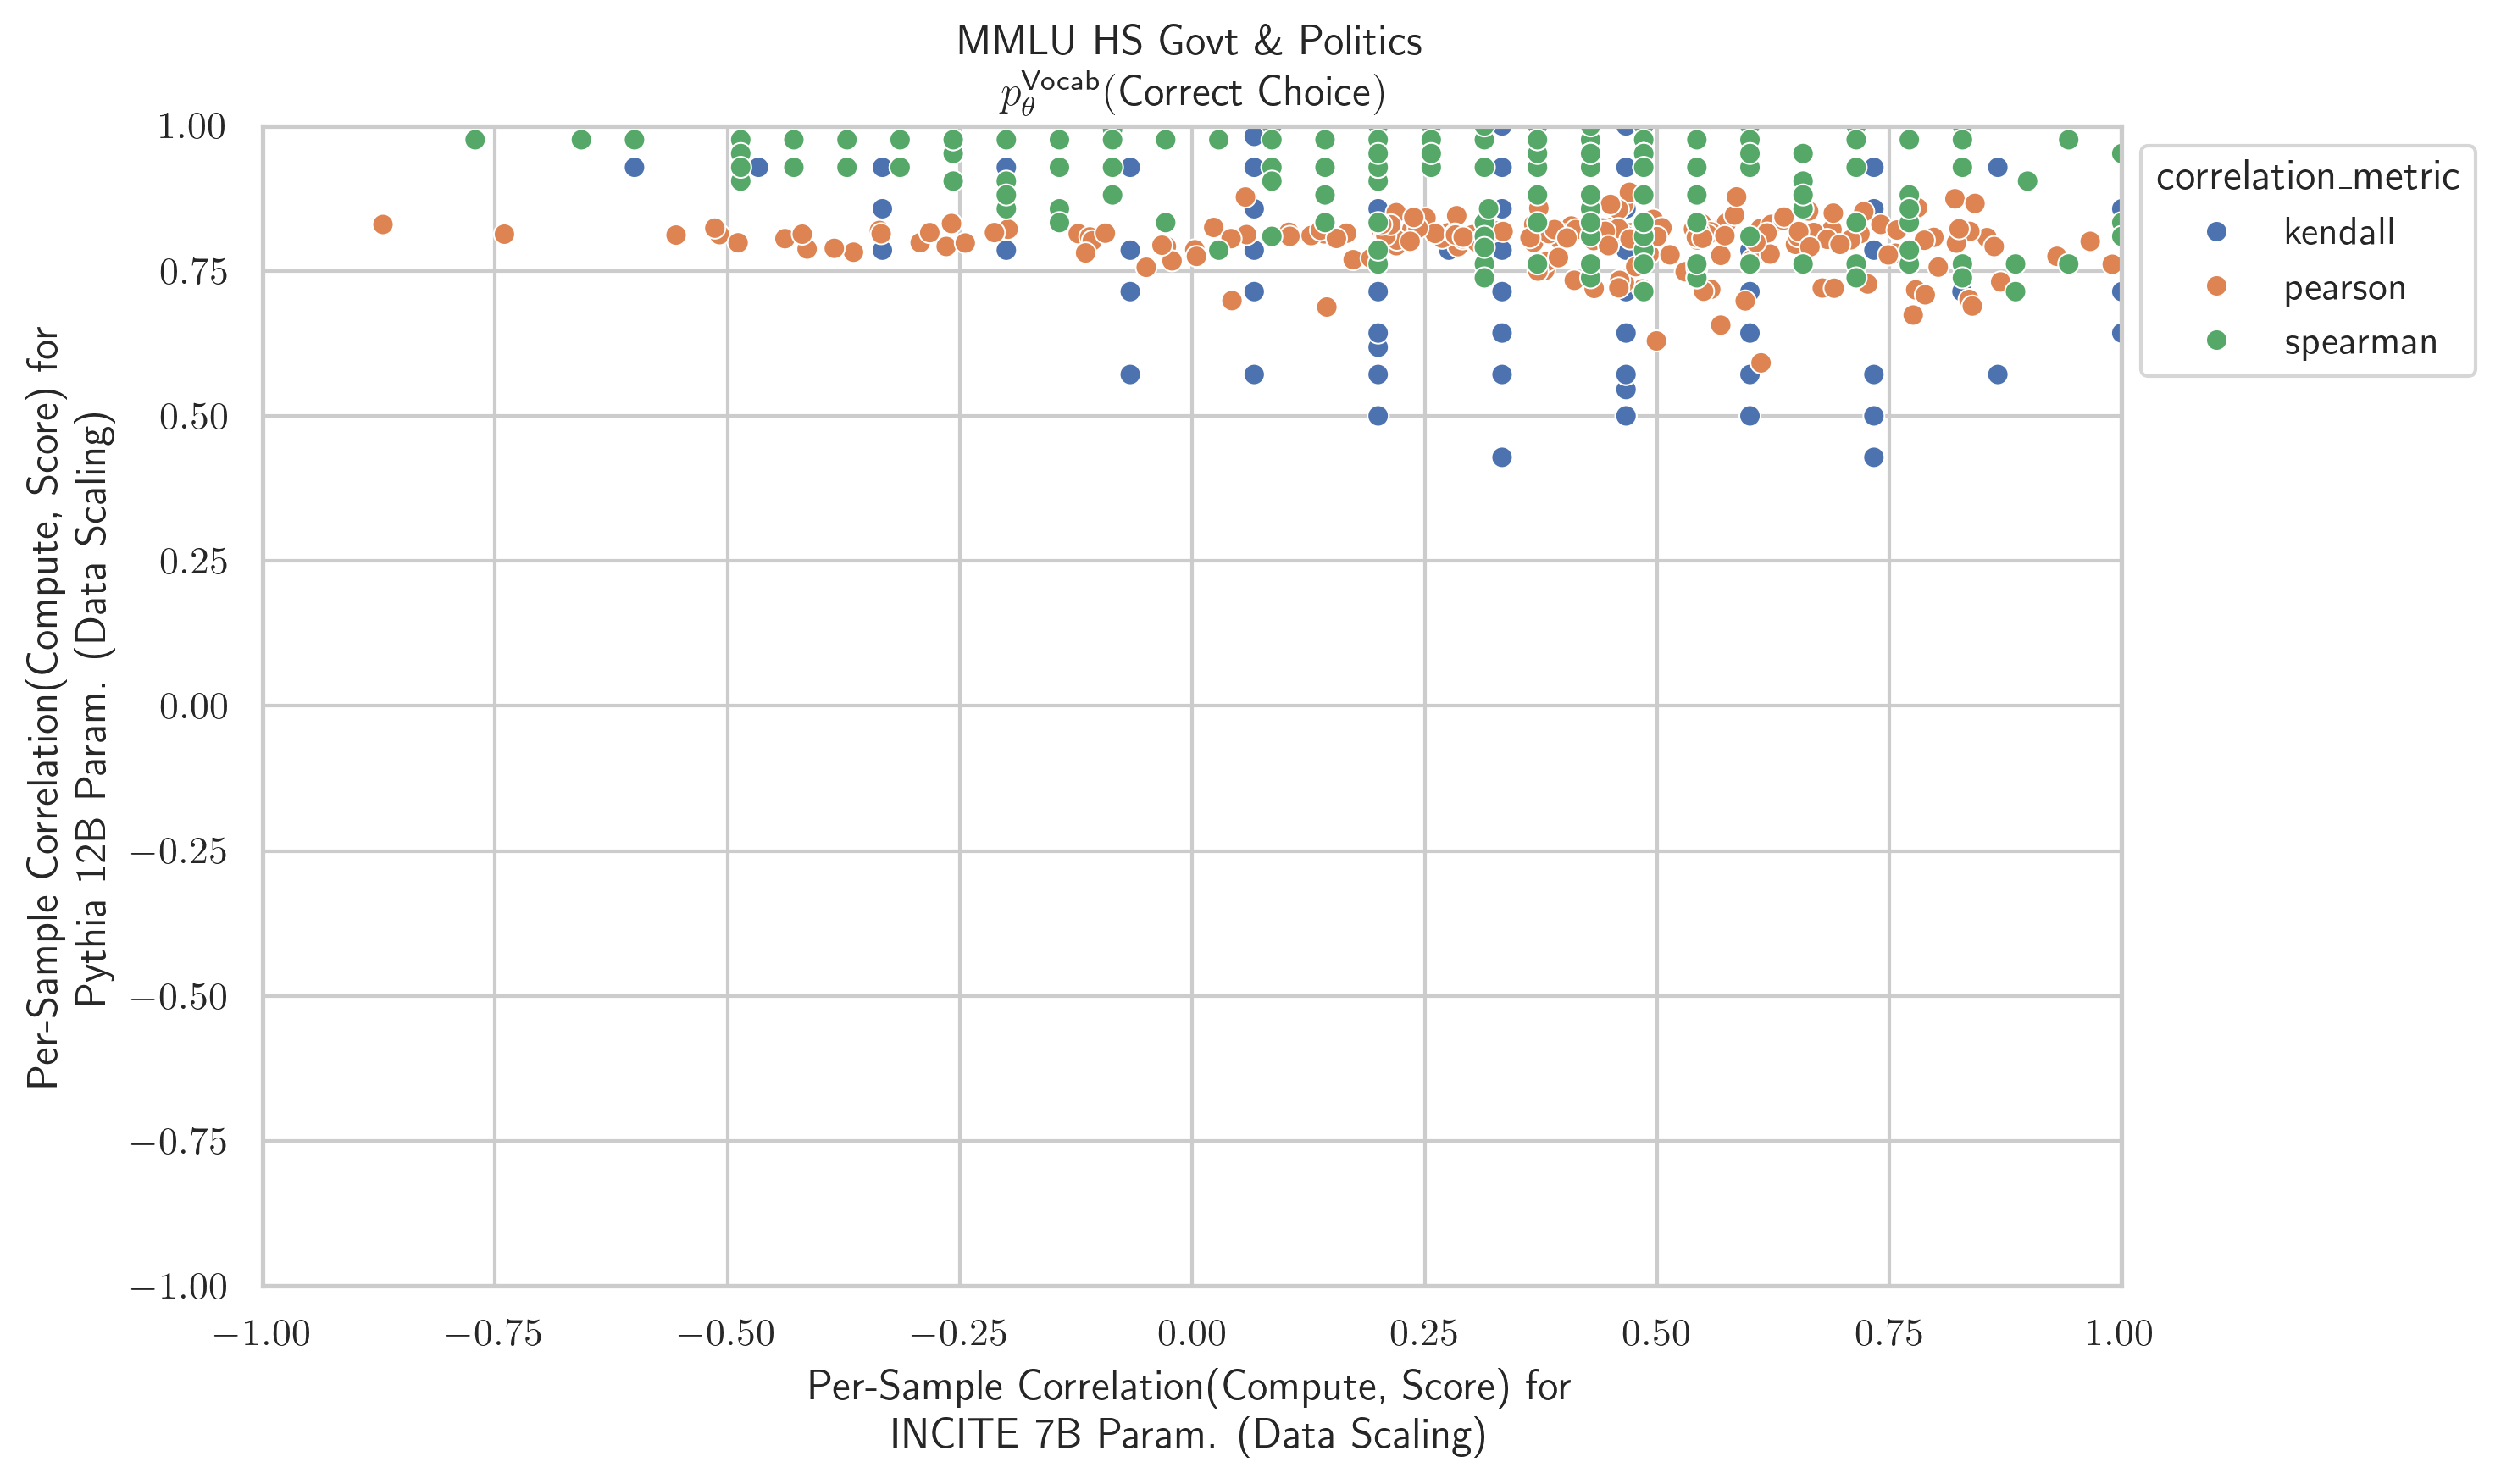 MMLU HS Govt & Politics
p_θ^Vocab(Correct Choice)
1.00
0.75
0.50
0.25
0.00
−0.25
−0.50
−0.75
−1.00
Per-Sample Correlation(Compute, Score) for
Pythia 12B Param. (Data Scaling)
correlation_metric
kendall
pearson
spearman
−1.00
−0.75
−0.50
−0.25
0.00
0.25
0.50
0.75
1.00
Per-Sample Correlation(Compute, Score) for
INCITE 7B Param. (Data Scaling)